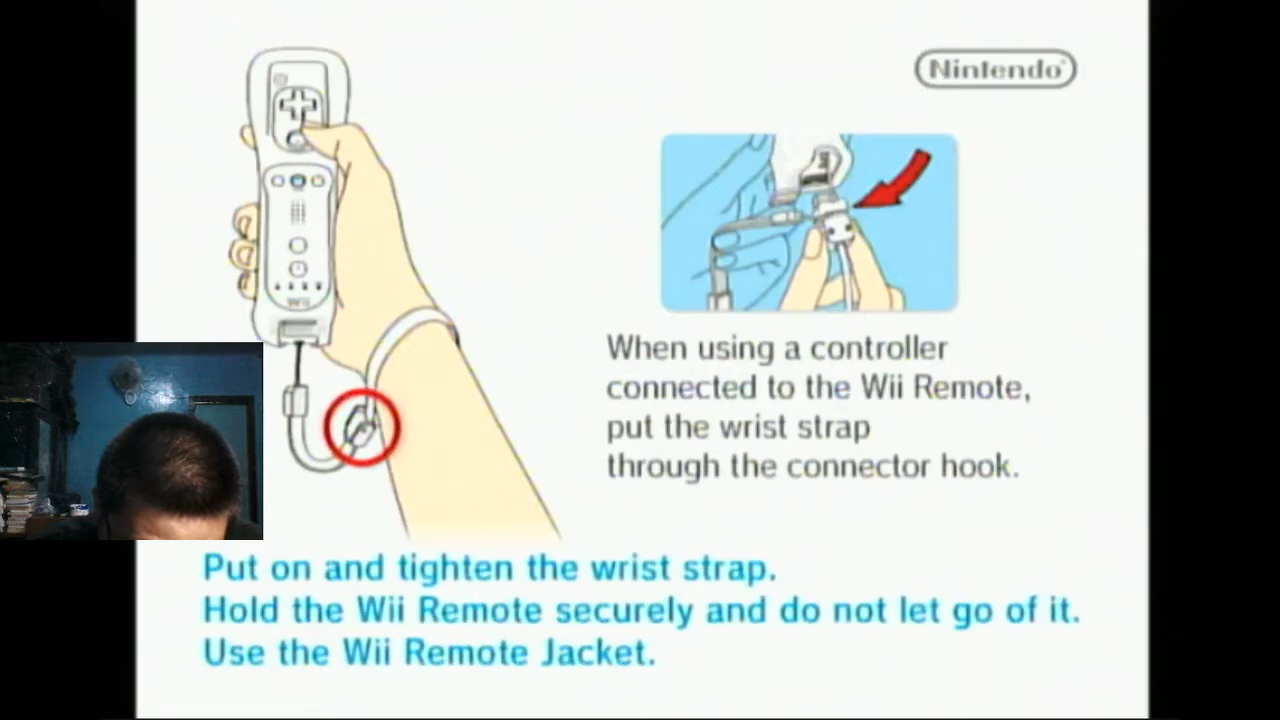 Nintendo
Wii
When using a controller
connected to the Wii Remote,
put the wrist strap
through the connector hook.
Put on and tighten the wrist strap.
Hold the Wii Remote securely and do not let go of it.
Use the Wii Remote Jacket.